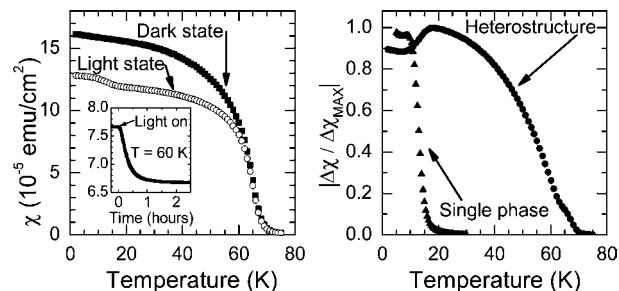 Dark state
Light state
Light on
T = 60 K
8.0
7.5
7.0
6.5
0 1 2
Time (hours)
15
10
5
0
0 20 40 60 80
Temperature (K)
χ (10⁻⁵ emu/cm²)
Heterostructure
Single phase
1.0
0.8
0.6
0.4
0.2
0.0
0 20 40 60 80
Temperature (K)
|Δχ / Δχ_MAX|